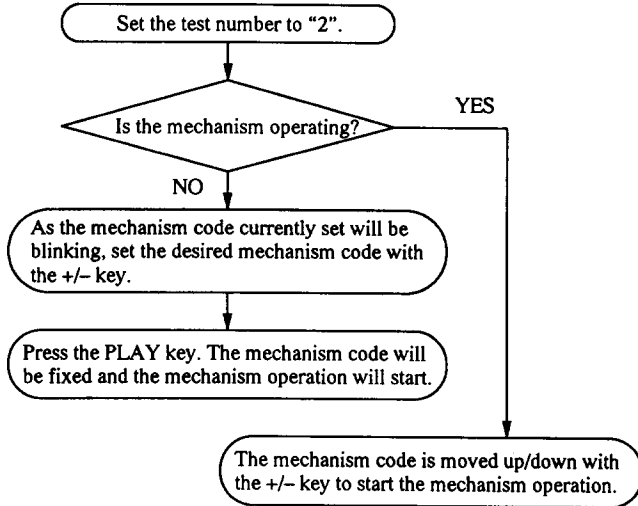 Set the test number to “2”.
Is the mechanism operating?
YES
NO
As the mechanism code currently set will be
blinking, set the desired mechanism code with
the +/– key.
Press the PLAY key. The mechanism code will
be fixed and the mechanism operation will start.
The mechanism code is moved up/down with
the +/– key to start the mechanism operation.